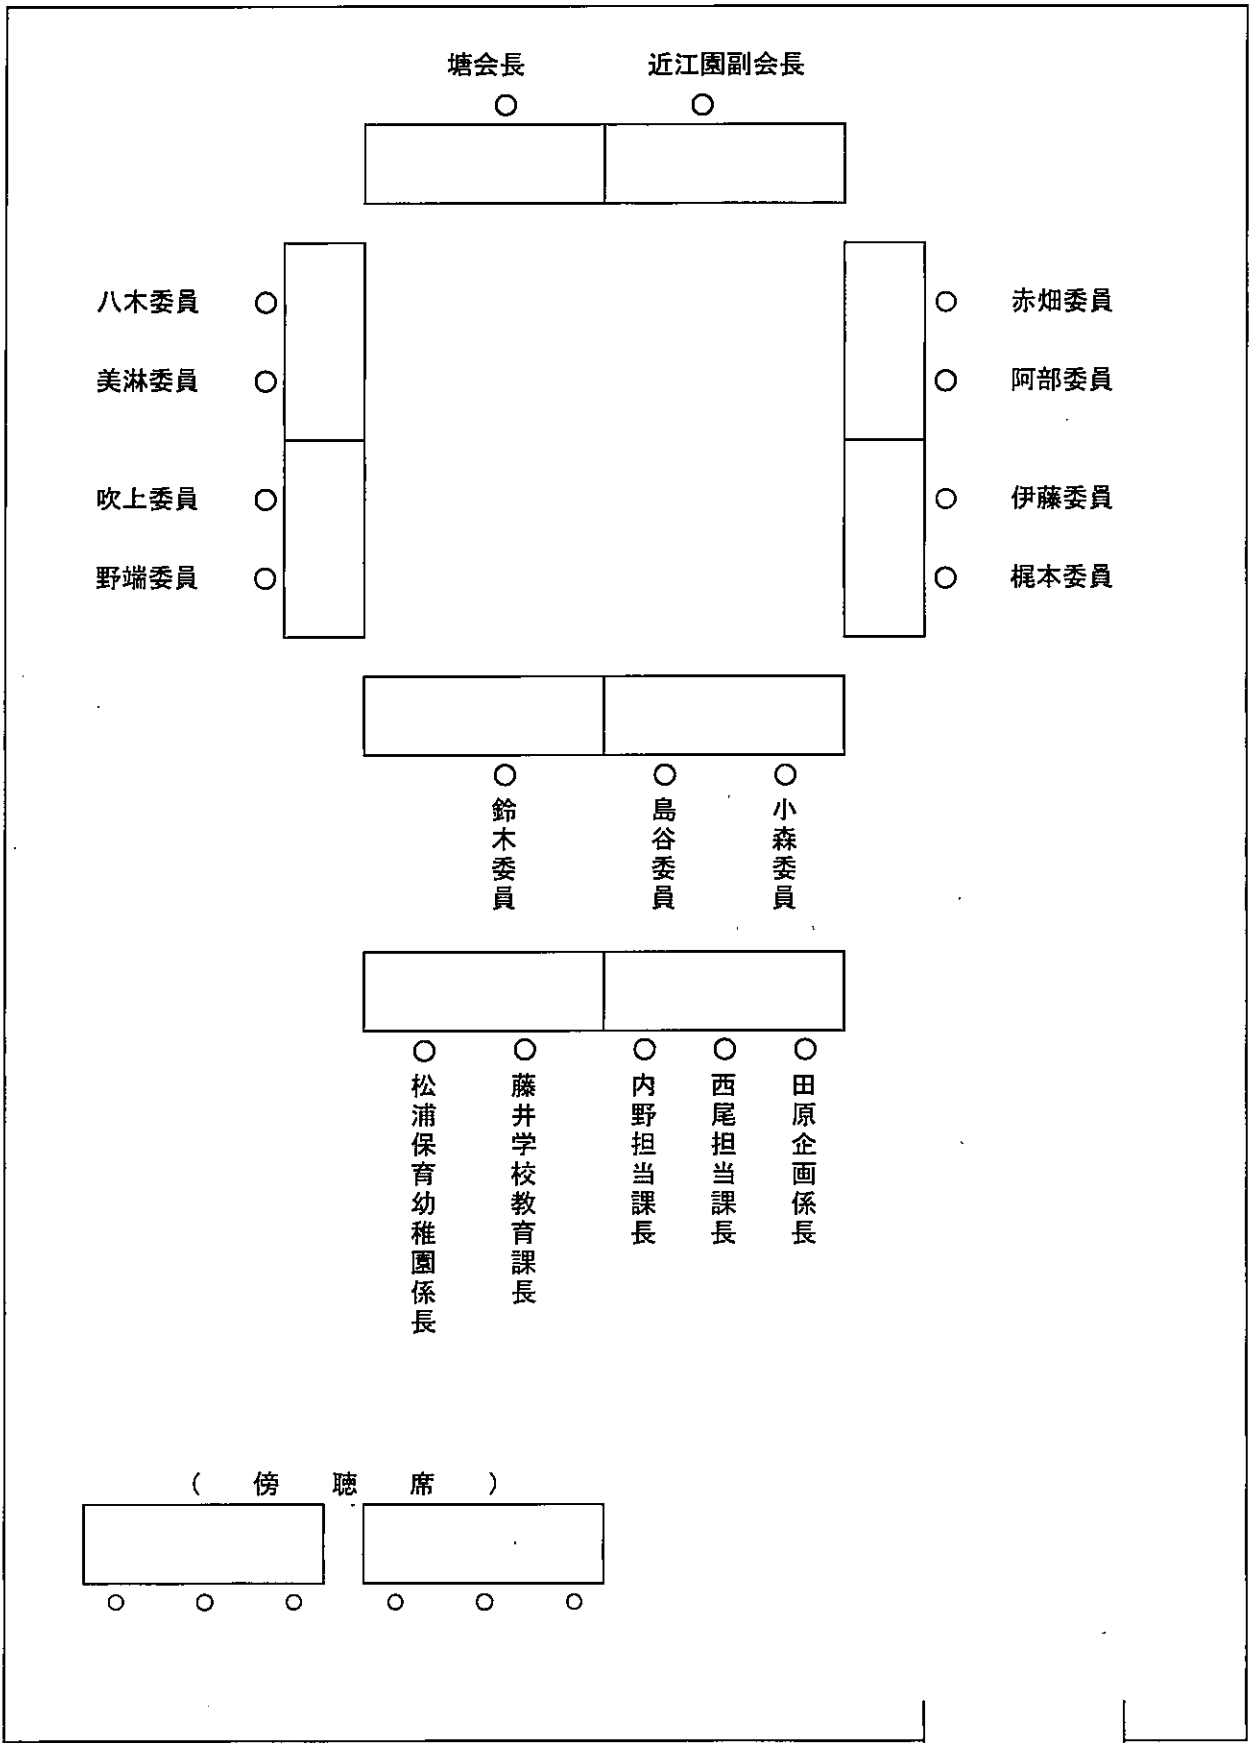 塘会長
近江園副会長
八木委員
赤畑委員
美淋委員
阿部委員
吹上委員
伊藤委員
野端委員
梶本委員
鈴木委員
島谷委員
小森委員
松浦保育幼稚園係長
藤井学校教育課長
内野担当課長
西尾担当課長
田原企画係長
（傍聴席）